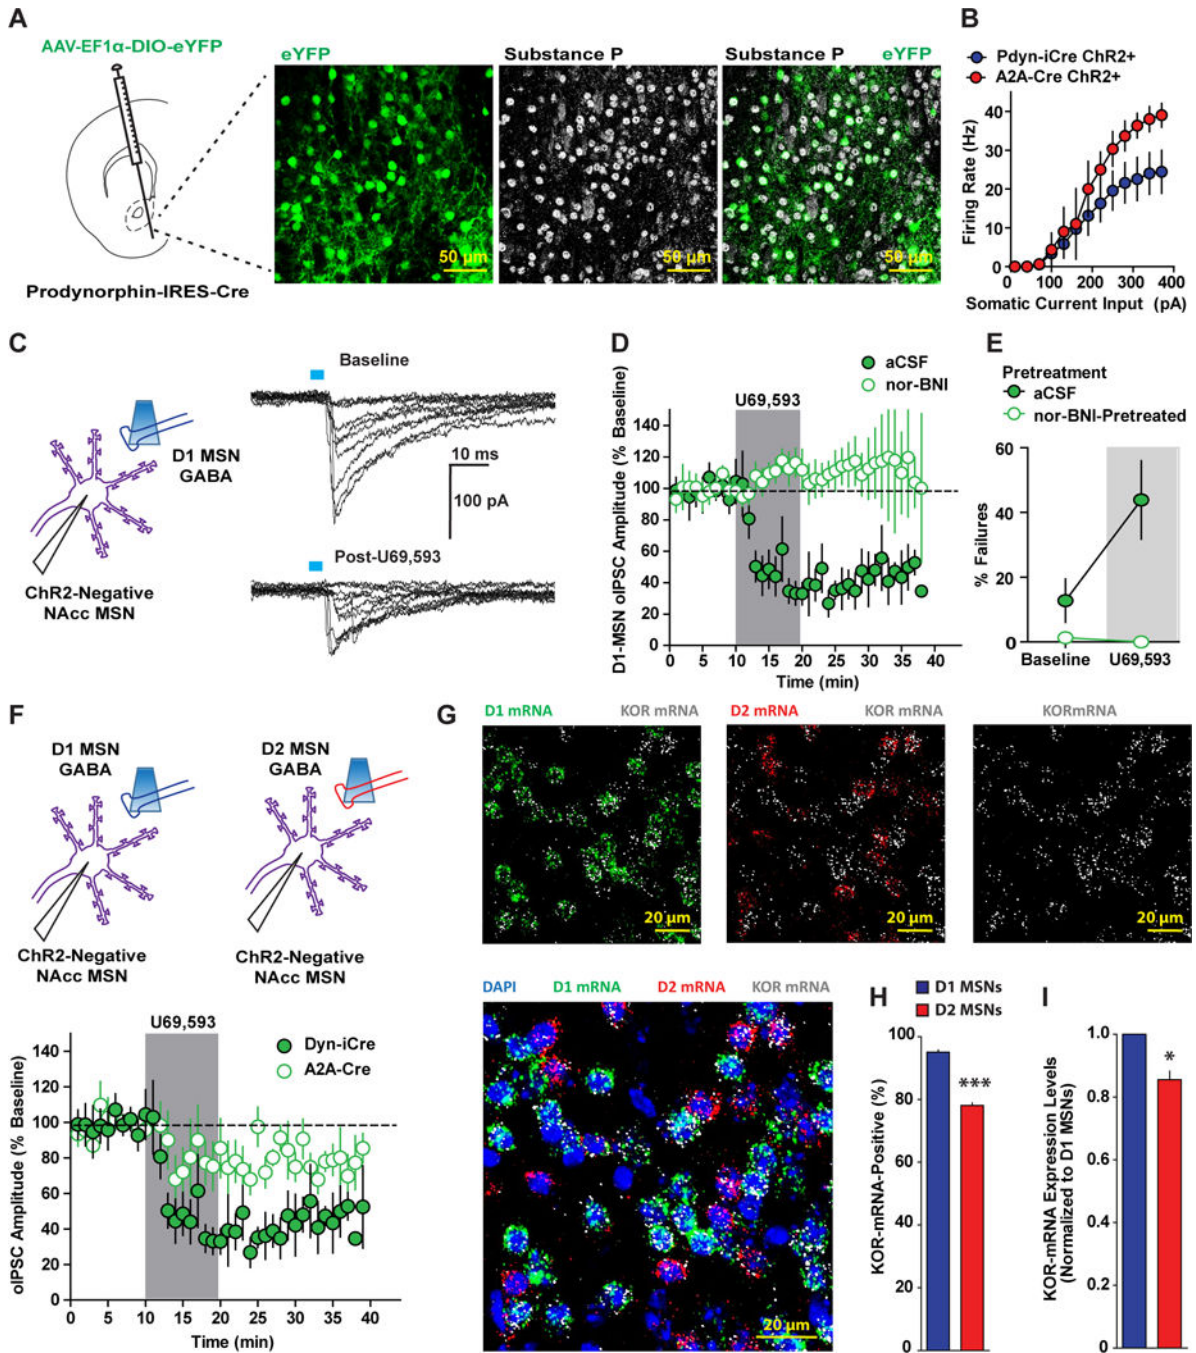 A
AAV-EF1α-DIO-eYFP
Prodynorphin-IRES-Cre
eYFP
50 µm
Substance P
50 µm
Substance P eYFP
50 µm
B
Pdyn-iCre ChR2+
A2A-Cre ChR2+
Firing Rate (Hz)
40
30
20
10
0
0 100 200 300 400
Somatic Current Input (pA)
C
D1 MSN
GABA
ChR2-Negative
NAcc MSN
Baseline
10 ms
100 pA
Post-U69,593
D
aCSF
nor-BNI
U69,593
D1-MSN oIPSC Amplitude (% Baseline)
140
120
100
80
60
40
20
0
0 5 10 15 20 25 30 35 40
Time (min)
E
Pretreatment
aCSF
nor-BNI-Pretreated
% Failures
60
40
20
0
Baseline U69,593
F
D1 MSN
GABA
ChR2-Negative
NAcc MSN
D2 MSN
GABA
ChR2-Negative
NAcc MSN
U69,593
Dyn-iCre
A2A-Cre
oIPSC Amplitude (% Baseline)
140
120
100
80
60
40
20
0
0 5 10 15 20 25 30 35 40
Time (min)
G
D1 mRNA KOR mRNA
20 µm
D2 mRNA KOR mRNA
20 µm
KORmRNA
20 µm
DAPI D1 mRNA D2 mRNA KOR mRNA
20 µm
H
D1 MSNs
D2 MSNs
KOR-mRNA-Positive (%)
100
80
60
40
20
0
***
I
KOR-mRNA Expression Levels
(Normalized to D1 MSNs)
1.0
0.8
0.6
0.4
0.2
0
*